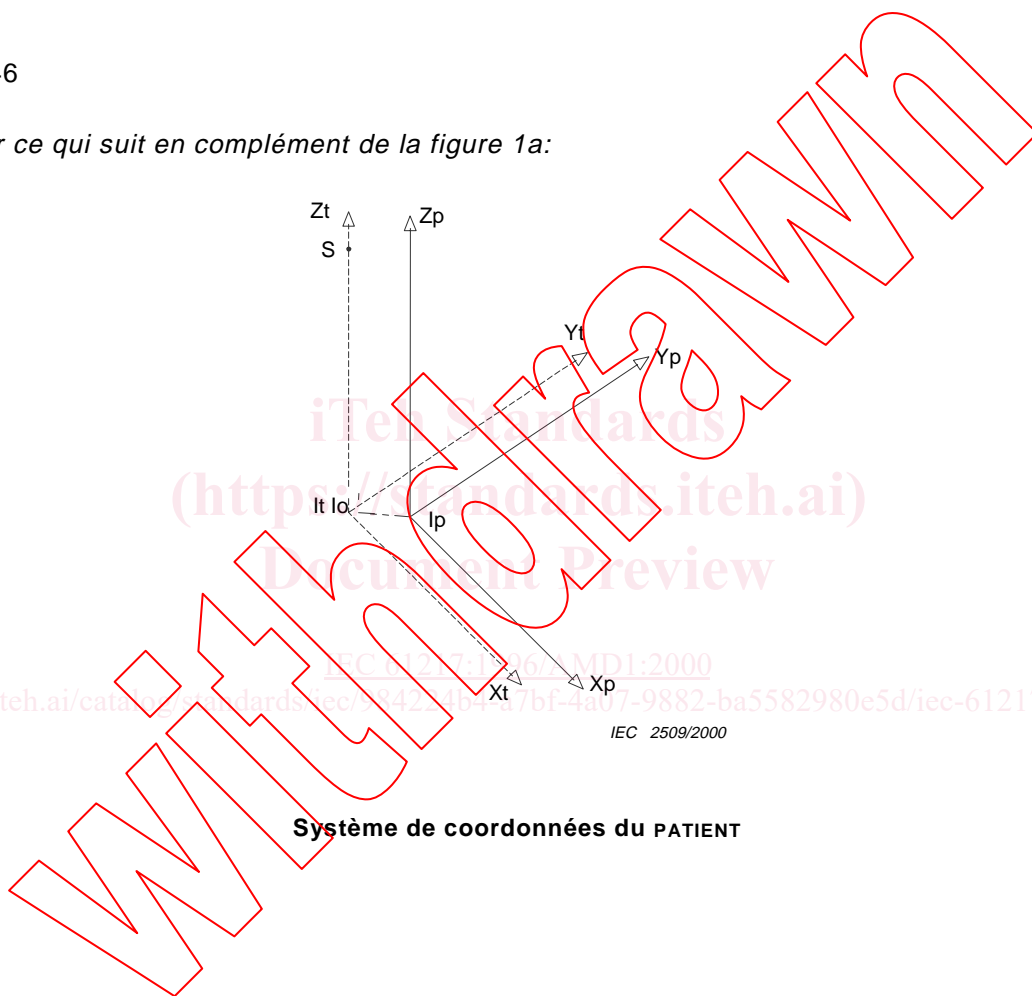 6
r ce qui suit en complément de la figure 1a:
Zt
Zp
S
Yt
Yp
iTeh Standards
(https://standards.iteh.ai)
It Io
Ip
Document Preview
IEC 61217:1996/AMD1:2000
Xt
Xp
teh.ai/catalog/standards/iec/984224b4-a7bf-4a07-9882-ba5582980e5d/iec-6121
IEC 2509/2000
Système de coordonnées du PATIENT
withdrawn